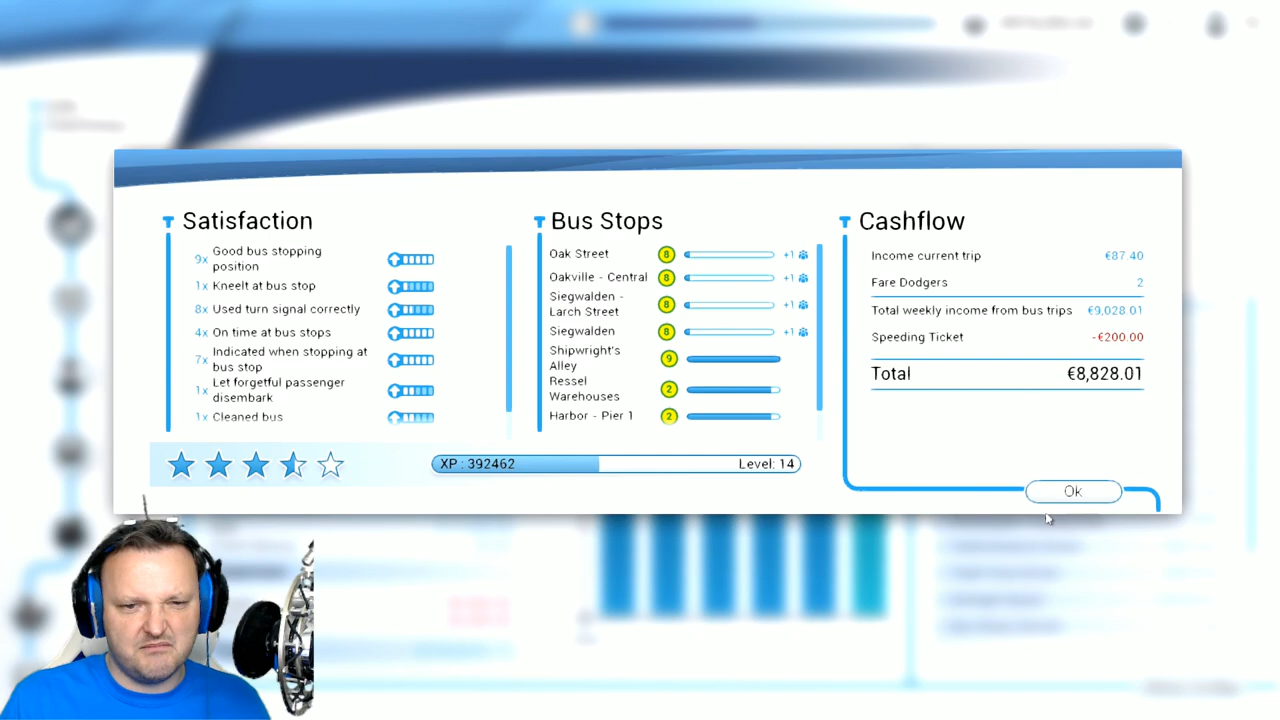 Satisfaction
9x Good bus stopping
position
1x Kneelt at bus stop
8x Used turn signal correctly
4x On time at bus stops
7x Indicated when stopping at
bus stop
1x Let forgetful passenger
disembark
1x Cleaned bus
XP : 392462 Level: 14
Bus Stops
Oak Street 8 +1
Oakville - Central 8 +1
Siegwalden -
Larch Street 8 +1
Siegwalden 8 +1
Shipwright's
Alley 9
Ressel
Warehouses 2
Harbor - Pier 1 2
Cashflow
Income current trip €87.40
Fare Dodgers 2
Total weekly income from bus trips €9,028.01
Speeding Ticket -€200.00
Total €8,828.01
Ok